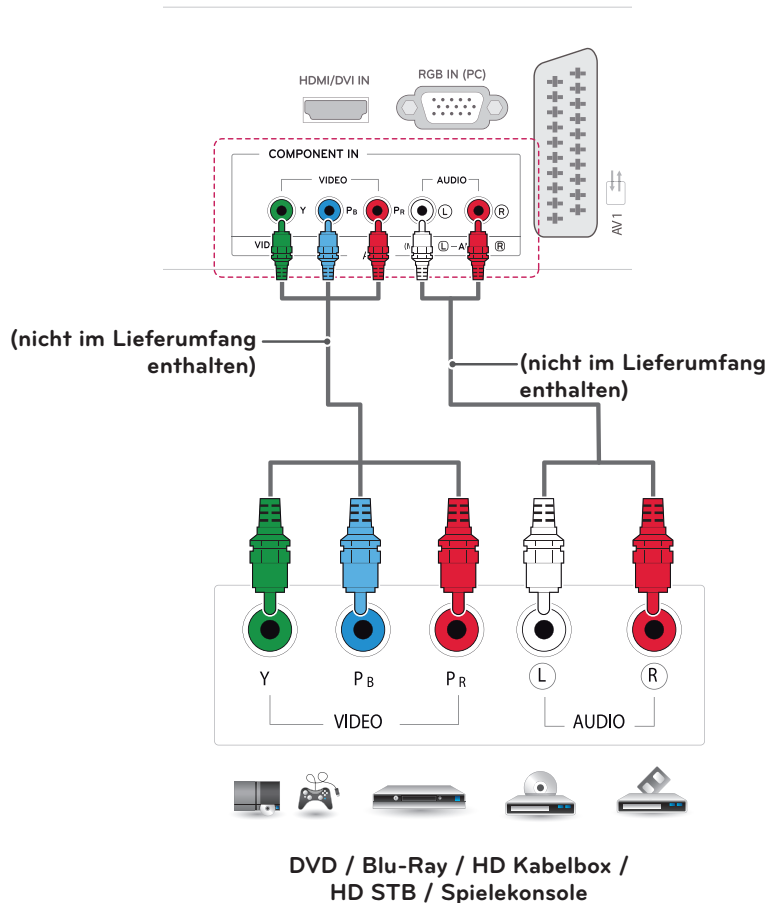 HDMI/DVI IN
RGB IN (PC)
COMPONENT IN
VIDEO
AUDIO
Y
PB
PR
L
R
VID
L
R
AV1
(nicht im Lieferumfang
enthalten)
(nicht im Lieferumfang
enthalten)
Y
PB
PR
L
R
VIDEO
AUDIO
DVD / Blu-Ray / HD Kabelbox /
HD STB / Spielekonsole